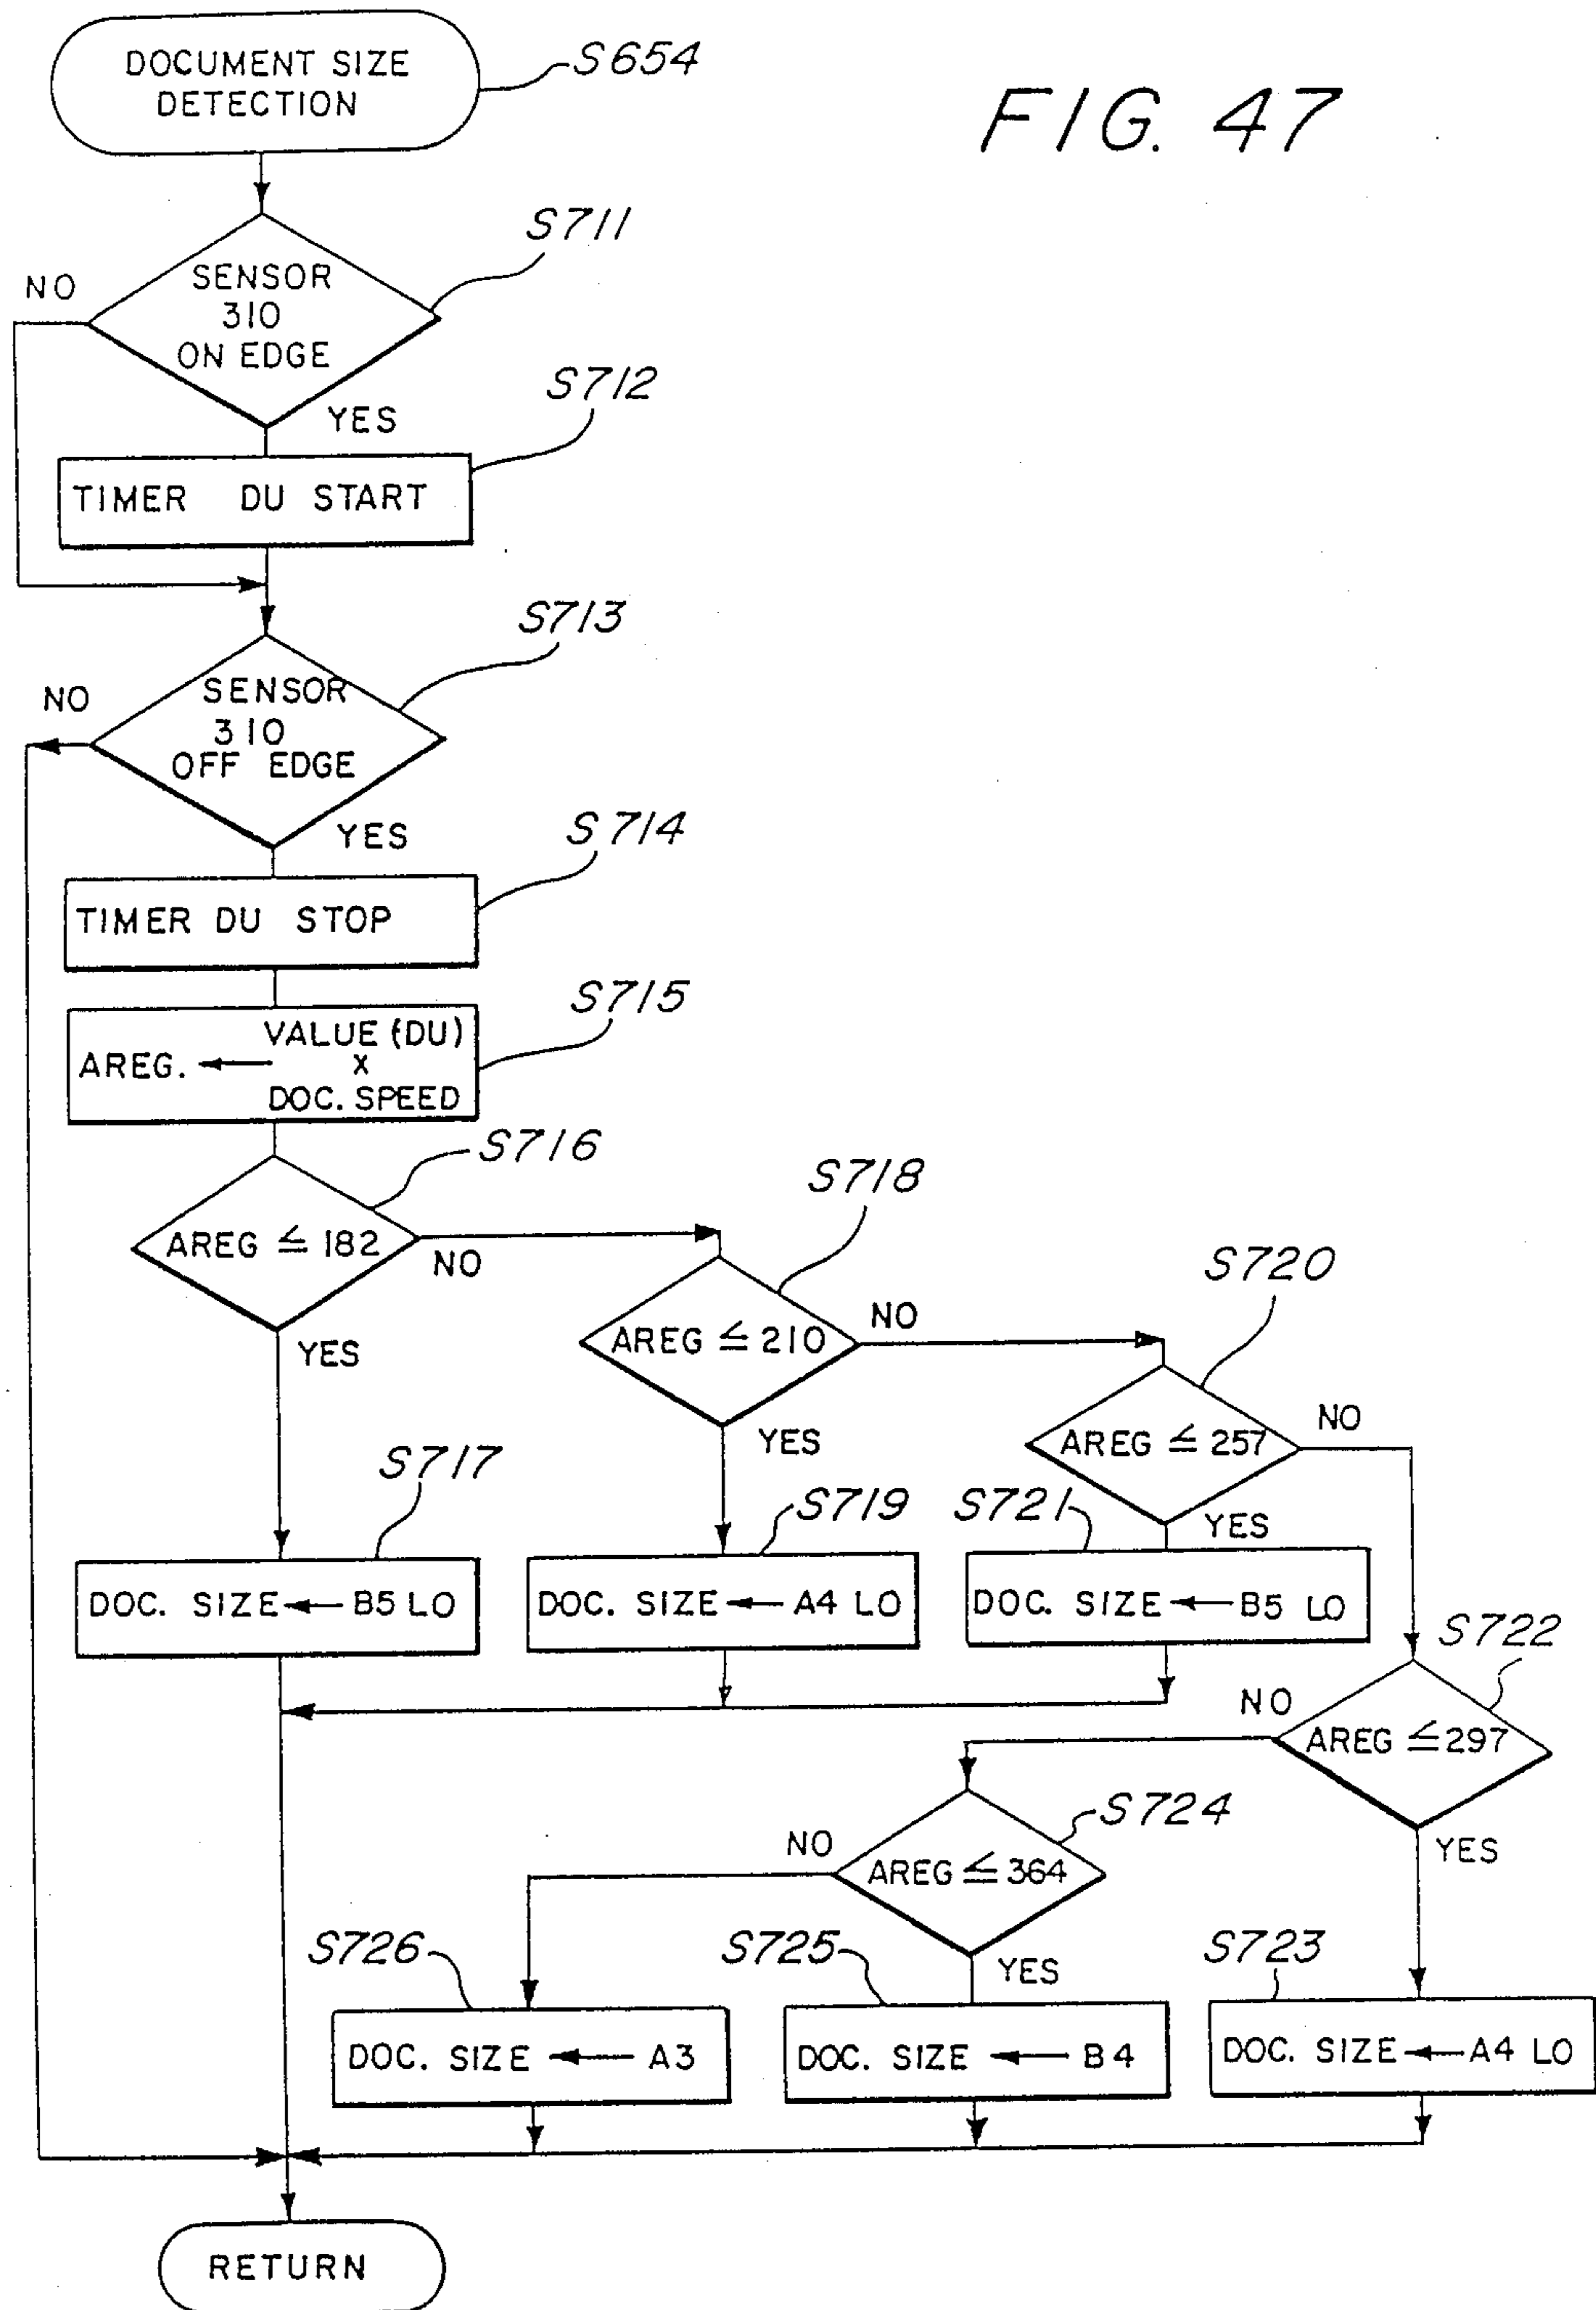 FIG. 47
DOCUMENT SIZE
DETECTION
S654
S711
SENSOR
310
ON EDGE
NO
YES
S712
TIMER DU START
S713
SENSOR
310
OFF EDGE
NO
YES
S714
TIMER DU STOP
S715
AREG. ← VALUE (DU)
X
DOC. SPEED
S716
AREG ≦ 182
NO
YES
S718
AREG ≦ 210
NO
YES
S720
AREG ≦ 257
NO
YES
S717
DOC. SIZE ← B5 LO
S719
DOC. SIZE ← A4 LO
S721
DOC. SIZE ← B5 LO
S722
AREG ≦ 297
NO
YES
S724
AREG ≦ 364
NO
YES
S726
DOC. SIZE ← A3
S725
DOC. SIZE ← B4
S723
DOC. SIZE ← A4 LO
RETURN